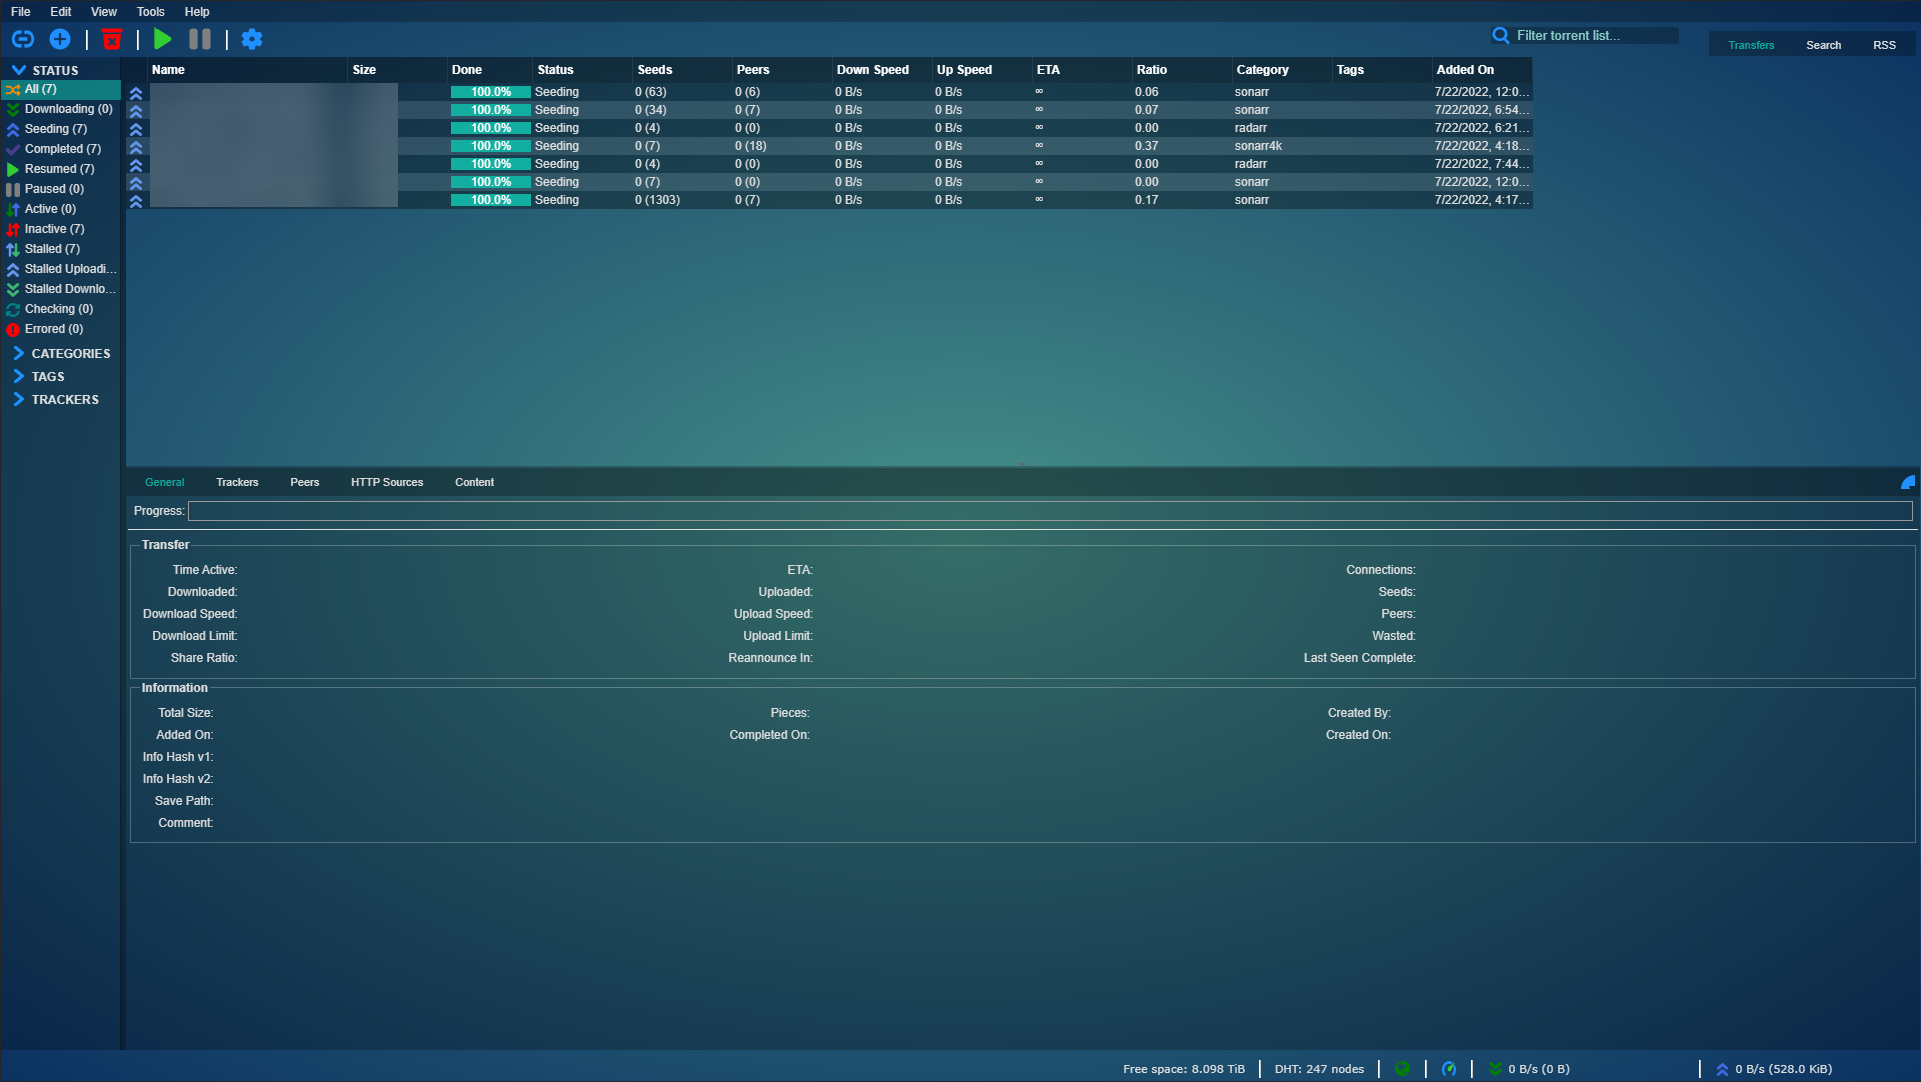 File Edit View Tools Help
Filter torrent list...
Transfers Search RSS
STATUS
All (7)
Downloading (0)
Seeding (7)
Completed (7)
Resumed (7)
Paused (0)
Active (0)
Inactive (7)
Stalled (7)
Stalled Uploadi...
Stalled Downlo...
Checking (0)
Errored (0)
CATEGORIES
TAGS
TRACKERS
Name Size Done Status Seeds Peers Down Speed Up Speed ETA Ratio Category Tags Added On
100.0% Seeding 0 (63) 0 (6) 0 B/s 0 B/s ∞ 0.06 sonarr 7/22/2022, 12:0...
100.0% Seeding 0 (34) 0 (7) 0 B/s 0 B/s ∞ 0.07 sonarr 7/22/2022, 6:54...
100.0% Seeding 0 (4) 0 (0) 0 B/s 0 B/s ∞ 0.00 radarr 7/22/2022, 6:21...
100.0% Seeding 0 (7) 0 (18) 0 B/s 0 B/s ∞ 0.37 sonarr4k 7/22/2022, 4:18...
100.0% Seeding 0 (4) 0 (0) 0 B/s 0 B/s ∞ 0.00 radarr 7/22/2022, 7:44...
100.0% Seeding 0 (7) 0 (0) 0 B/s 0 B/s ∞ 0.00 sonarr 7/22/2022, 12:0...
100.0% Seeding 0 (1303) 0 (7) 0 B/s 0 B/s ∞ 0.17 sonarr 7/22/2022, 4:17...
General Trackers Peers HTTP Sources Content
Progress:
Transfer
Time Active: ETA: Connections:
Downloaded: Uploaded: Seeds:
Download Speed: Upload Speed: Peers:
Download Limit: Upload Limit: Wasted:
Share Ratio: Reannounce In: Last Seen Complete:
Information
Total Size: Pieces: Created By:
Added On: Completed On: Created On:
Info Hash v1:
Info Hash v2:
Save Path:
Comment:
Free space: 8.098 TiB DHT: 247 nodes 0 B/s (0 B) 0 B/s (528.0 KiB)